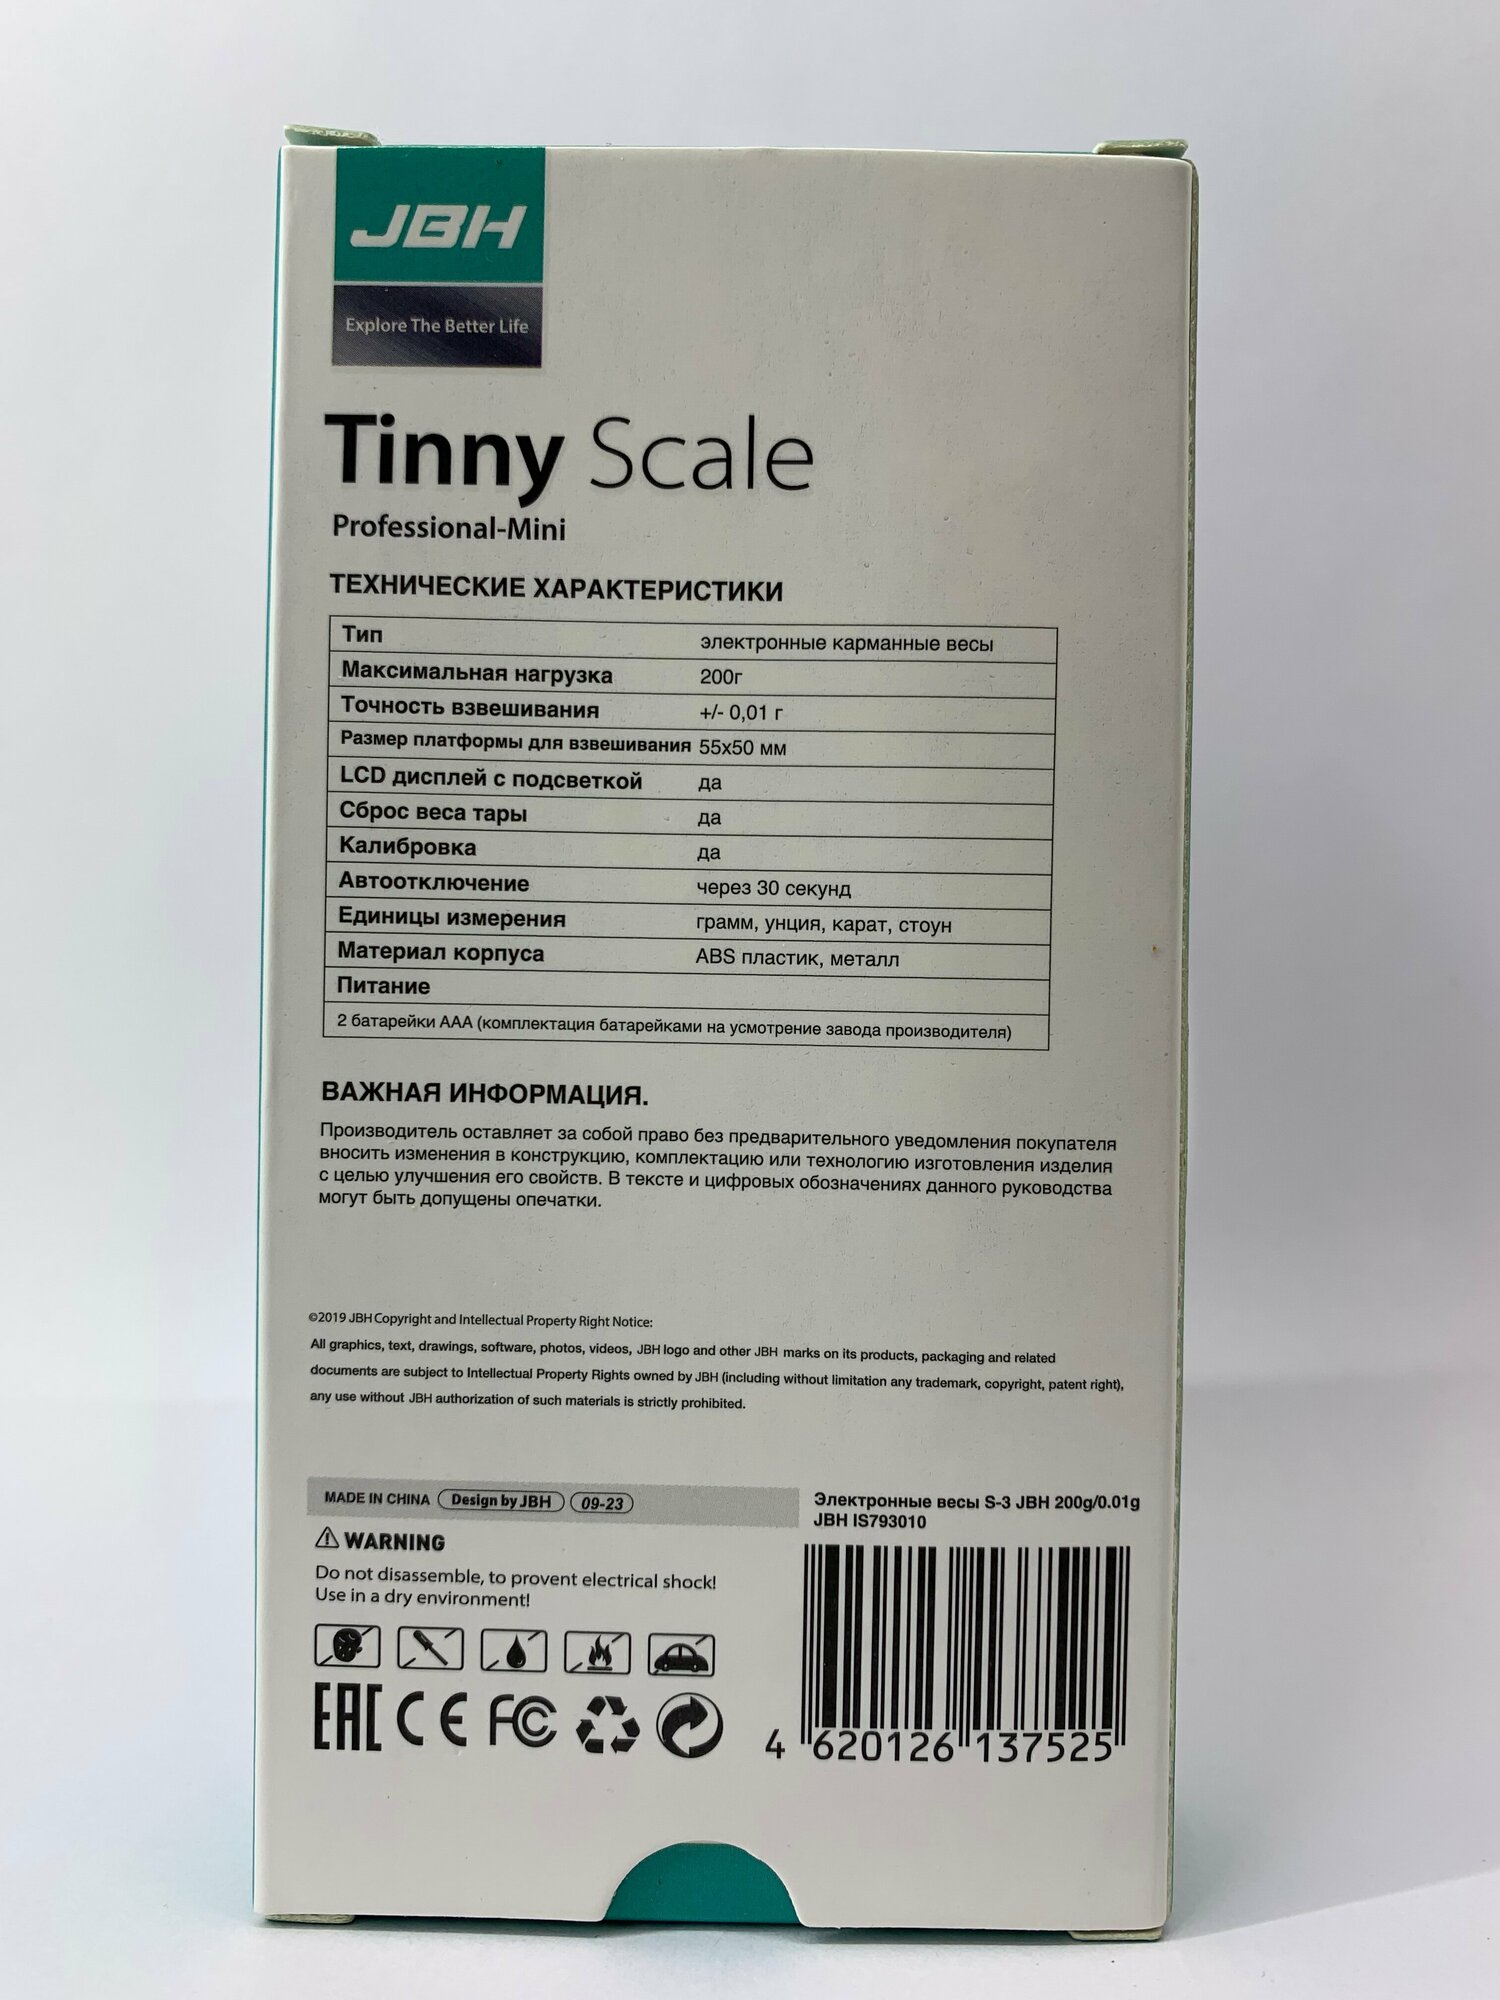 JBH
Explore The Better Life
Tinny Scale
Professional-Mini
ТЕХНИЧЕСКИЕ ХАРАКТЕРИСТИКИ
Тип электронные карманные весы
Максимальная нагрузка 200г
Точность взвешивания +/- 0,01 г
Размер платформы для взвешивания 55x50 мм
LCD дисплей с подсветкой да
Сброс веса тары да
Калибровка да
Автоотключение через 30 секунд
Единицы измерения грамм, унция, карат, стоун
Материал корпуса ABS пластик, металл
Питание
2 батарейки AAA (комплектация батарейками на усмотрение завода производителя)
ВАЖНАЯ ИНФОРМАЦИЯ.
Производитель оставляет за собой право без предварительного уведомления покупателя
вносить изменения в конструкцию, комплектацию или технологию изготовления изделия
с целью улучшения его свойств. В тексте и цифровых обозначениях данного руководства
могут быть допущены опечатки.
©2019 JBH Copyright and Intellectual Property Right Notice:
All graphics, text, drawings, software, photos, videos, JBH logo and other JBH marks on its products, packaging and related
documents are subject to Intellectual Property Rights owned by JBH (including without limitation any trademark, copyright, patent right),
any use without JBH authorization of such materials is strictly prohibited.
MADE IN CHINA Design by JBH 09-23
Электронные весы S-3 JBH 200g/0.01g
JBH IS793010
WARNING
Do not disassemble, to provent electrical shock!
Use in a dry environment!
EAC CE FC
4 620126 137525